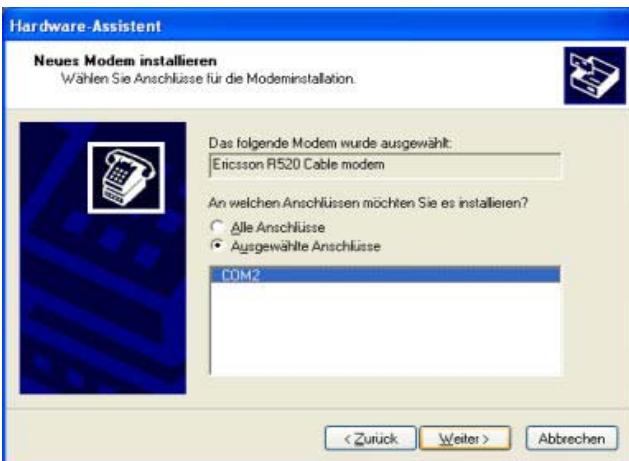 Hardware-Assistent
Neues Modem installieren
Wählen Sie Anschlüsse für die Modeminstallation.
Das folgende Modem wurde ausgewählt:
Ericsson R520 Cable modem
An welchen Anschlüssen möchten Sie es installieren?
Alle Anschlüsse
Ausgewählte Anschlüsse
COM2
< Zurück
Weiter >
Abbrechen